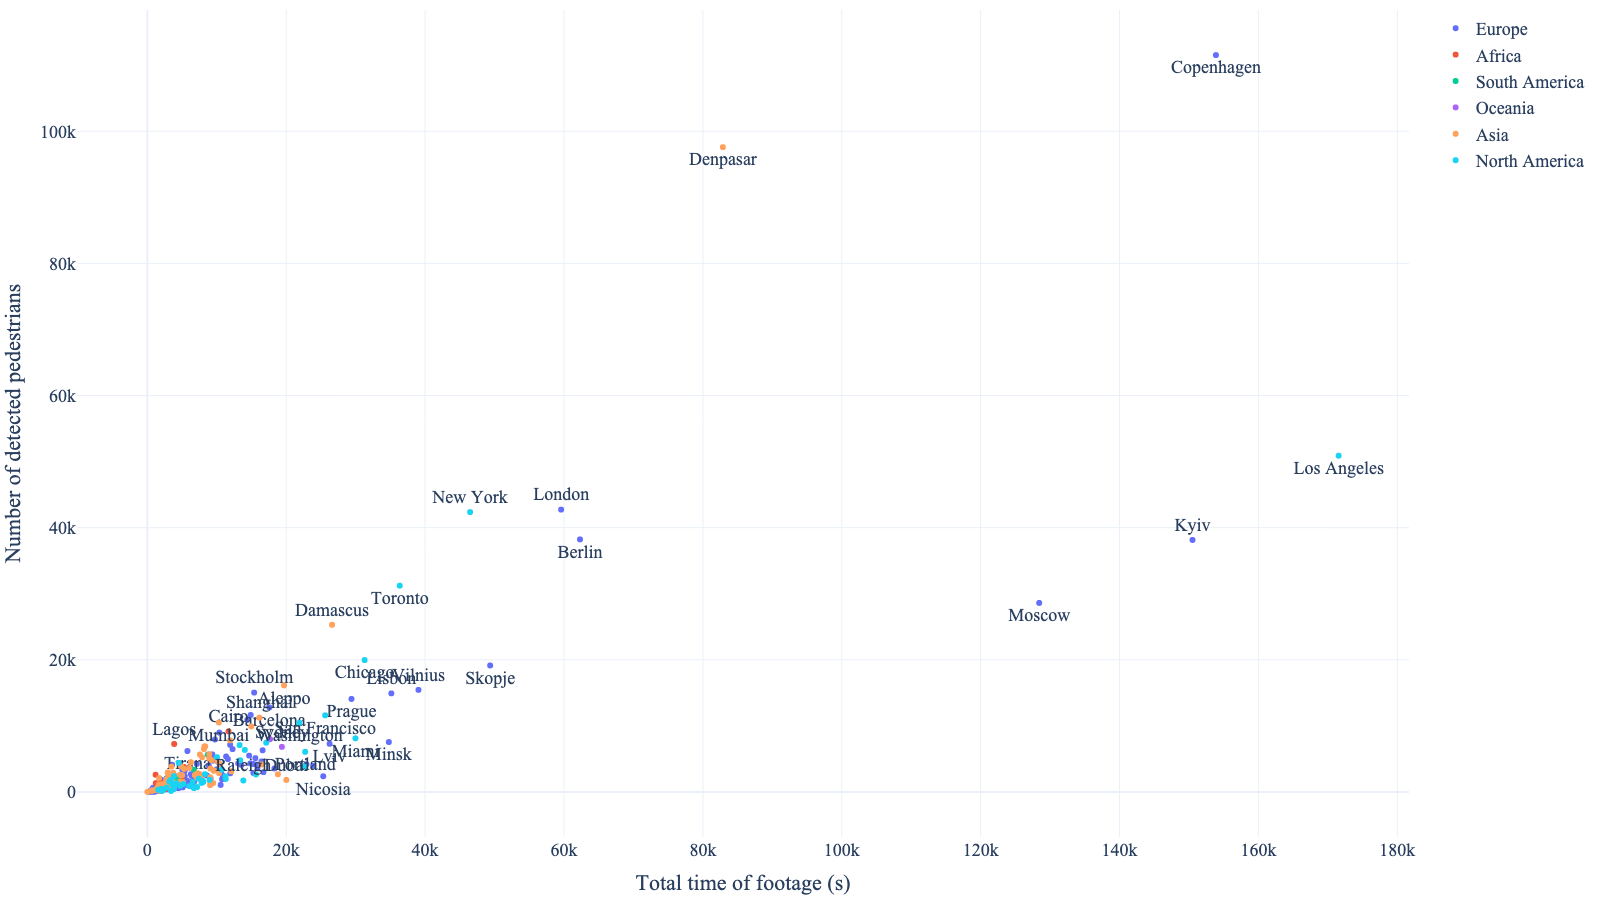 Europe
Africa
South America
Oceania
Asia
North America
Number of detected pedestrians
100k
80k
60k
40k
20k
0
Copenhagen
Denpasar
Los Angeles
New York
London
Kyiv
Berlin
Toronto
Damascus
Moscow
Chicago
Lisbon
Vilnius
Skopje
Stockholm
Aleppo
Shanghai
Prague
Cairo
Barcelona
Lagos
Mumbai
Sydney
San Francisco
Washington
Miami
Minsk
Lviv
Tirana
Raleigh
Dubai
Portland
Nicosia
0
20k
40k
60k
80k
100k
120k
140k
160k
180k
Total time of footage (s)